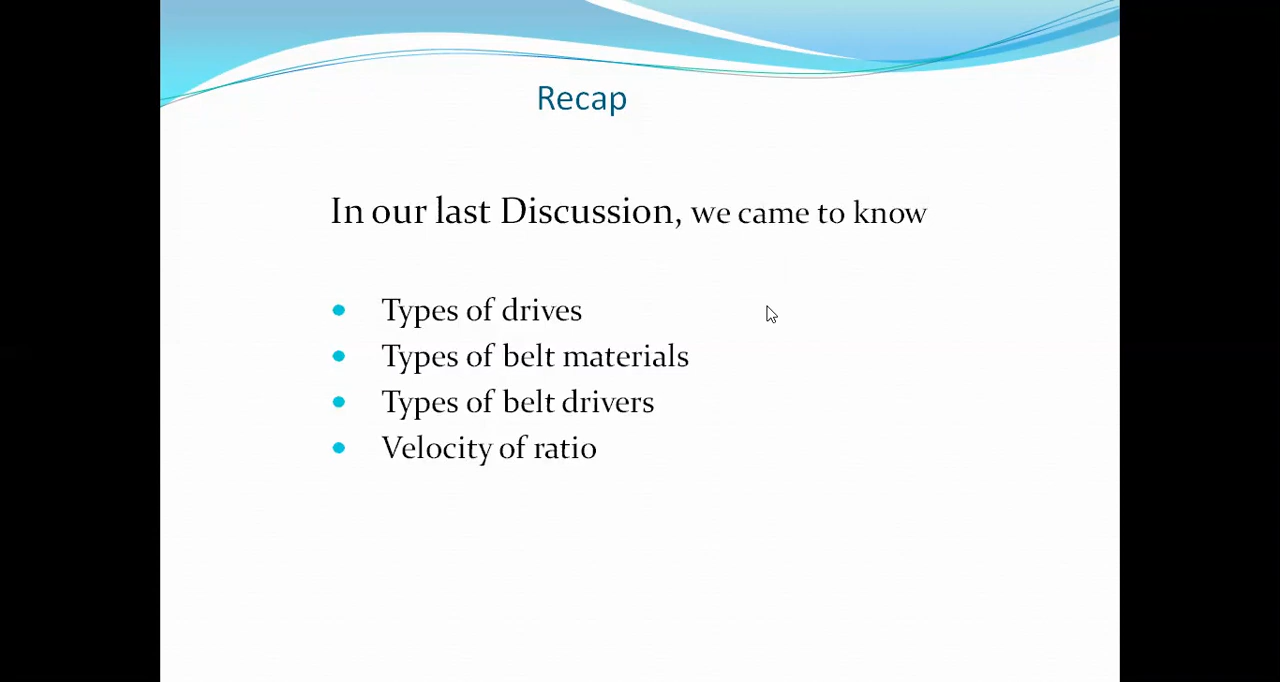 Recap
In our last Discussion, we came to know
Types of drives
Types of belt materials
Types of belt drivers
Velocity of ratio